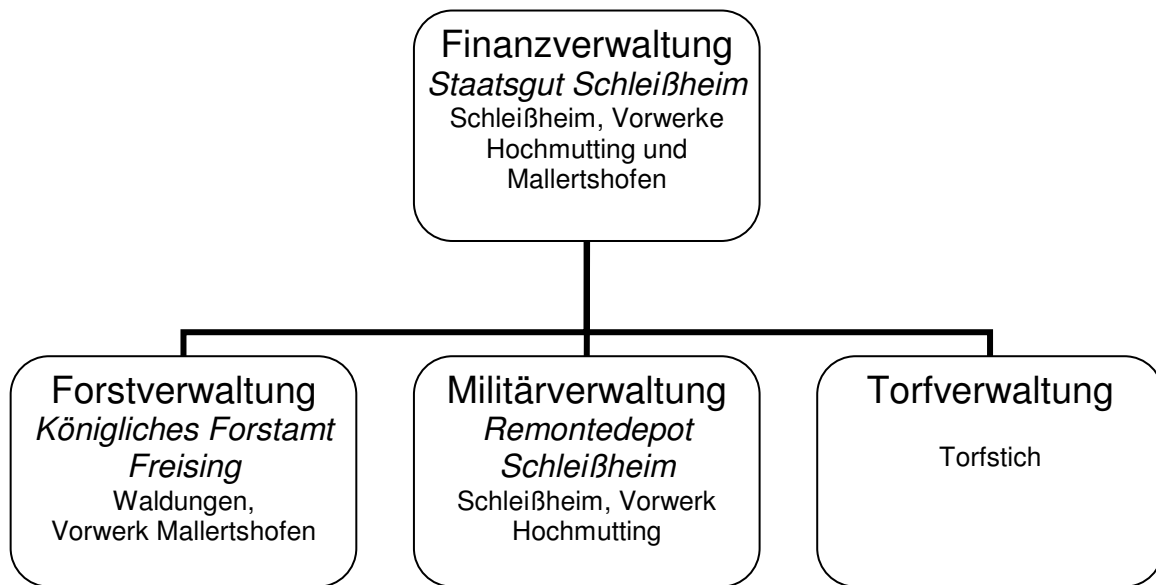 Finanzverwaltung
Staatsgut Schleißheim
Schleißheim, Vorwerke
Hochmutting und
Mallertshofen
Forstverwaltung
Königliches Forstamt
Freising
Waldungen,
Vorwerk Mallertshofen
Militärverwaltung
Remontedepot
Schleißheim
Schleißheim, Vorwerk
Hochmutting
Torfverwaltung
Torfstich